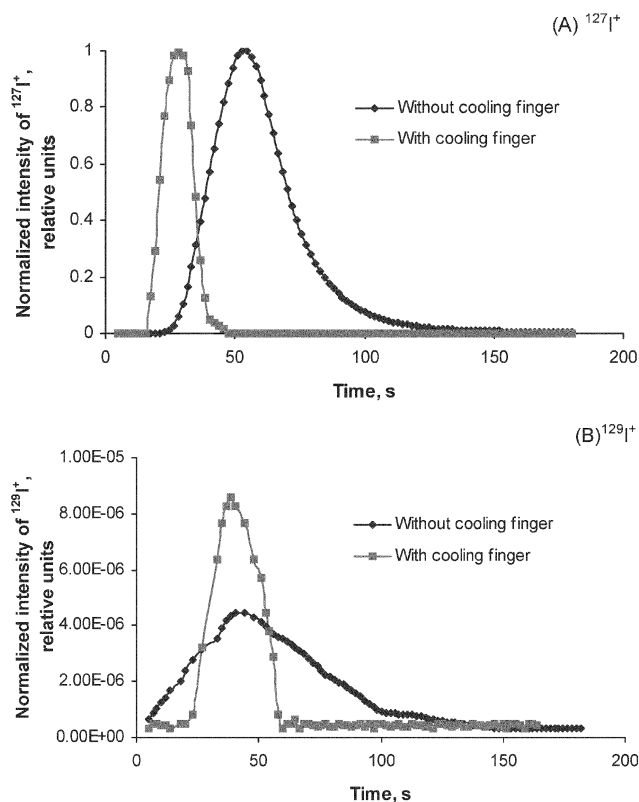 (A) ¹²⁷I⁺
Normalized intensity of ¹²⁷I⁺,
relative units
1
0.8
0.6
0.4
0.2
0
Without cooling finger
With cooling finger
0 50 100 150 200
Time, s
(B) ¹²⁹I⁺
Normalized intensity of ¹²⁹I⁺,
relative units
1.00E-05
8.00E-06
6.00E-06
4.00E-06
2.00E-06
0.00E+00
Without cooling finger
With cooling finger
0 50 100 150 200
Time, s